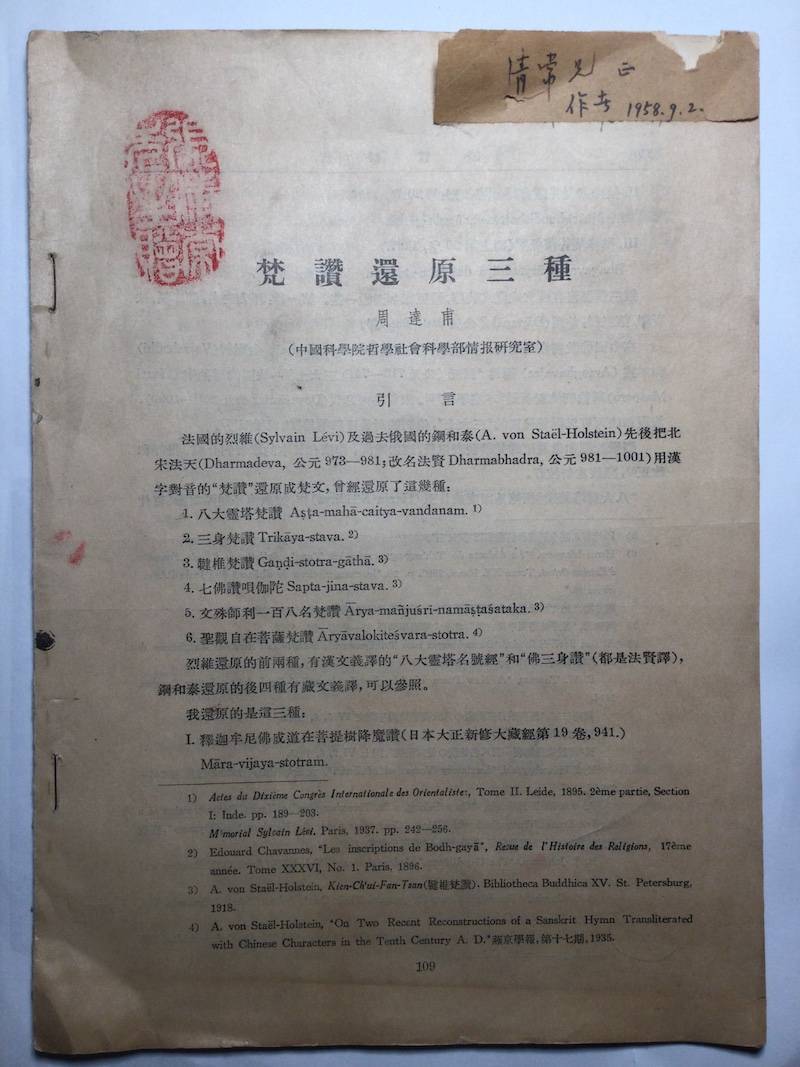 清常兄 正
作者 1958.9.2.
梵讚還原三種
周達甫
(中國科學院哲學社會科學部情报研究室)
引言
法國的烈維(Sylvain Lévi)及過去俄國的鋼和泰(A. von Staël-Holstein)先後把北
宋法天(Dharmadeva, 公元 973—981;改名法賢 Dharmabhadra, 公元 981—1001)用漢
字對音的“梵讚”還原成梵文,曾經還原了這幾種:
1. 八大靈塔梵讚 Aṣṭa-mahā-caitya-vandanam. 1)
2. 三身梵讚 Trikāya-stava. 2)
3. 犍椎梵讚 Gaṇḍi-stotra-gāthā. 3)
4. 七佛讚唄伽陀 Sapta-jina-stava. 3)
5. 文殊師利一百八名梵讚 Ārya-mañjuśri-namāṣṭaśataka. 3)
6. 聖觀自在菩薩梵讚 Āryāvalokiteśvara-stotra. 4)
烈維還原的前兩種,有漢文義譯的“八大靈塔名號經”和“佛三身讚”(都是法賢譯),
鋼和泰還原的後四種有藏文義譯,可以參照。
我還原的是這三種:
I. 釋迦牟尼佛成道在菩提樹降魔讚(日本大正新修大藏經第 19 卷, 941.)
Māra-vijaya-stotram.
1) Actes du Dixième Congrès Internationale des Orientalistes, Tome II. Leide, 1895. 2ème partie, Section
I: Inde. pp. 189—203.
Mémorial Sylvain Lévi. Paris, 1937. pp. 242—256.
2) Edouard Chavannes, “Les inscriptions de Bodh-gayā”, Revue de l'Histoire des Religions, 17ème
année. Tome XXXVI, No. 1. Paris, 1896.
3) A. von Staël-Holstein, Kien-Ch'ui-Fan-Tsan(犍椎梵讚). Bibliotheca Buddhica XV. St. Petersburg,
1918.
4) A. von Staël-Holstein, “On Two Recent Reconstructions of a Sanskrit Hymn Transliterated
with Chinese Characters in the Tenth Century A. D.”燕京學報,第十七期, 1935.
109